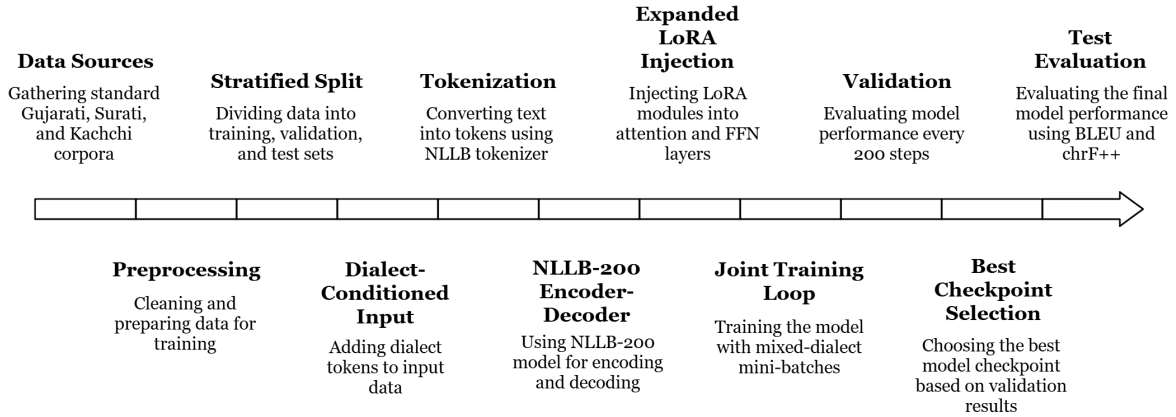 Data Sources
Gathering standard
Gujarati, Surati,
and Kachchi
corpora
Preprocessing
Cleaning and
preparing data for
training
Stratified Split
Dividing data into
training, validation,
and test sets
Dialect-
Conditioned
Input
Adding dialect
tokens to input
data
Tokenization
Converting text
into tokens using
NLLB tokenizer
NLLB-200
Encoder-
Decoder
Using NLLB-200
model for encoding
and decoding
Expanded
LoRA
Injection
Injecting LoRA
modules into
attention and FFN
layers
Joint Training
Loop
Training the model
with mixed-dialect
mini-batches
Validation
Evaluating model
performance every
200 steps
Best
Checkpoint
Selection
Choosing the best
model checkpoint
based on validation
results
Test
Evaluation
Evaluating the final
model performance
using BLEU and
chrF++